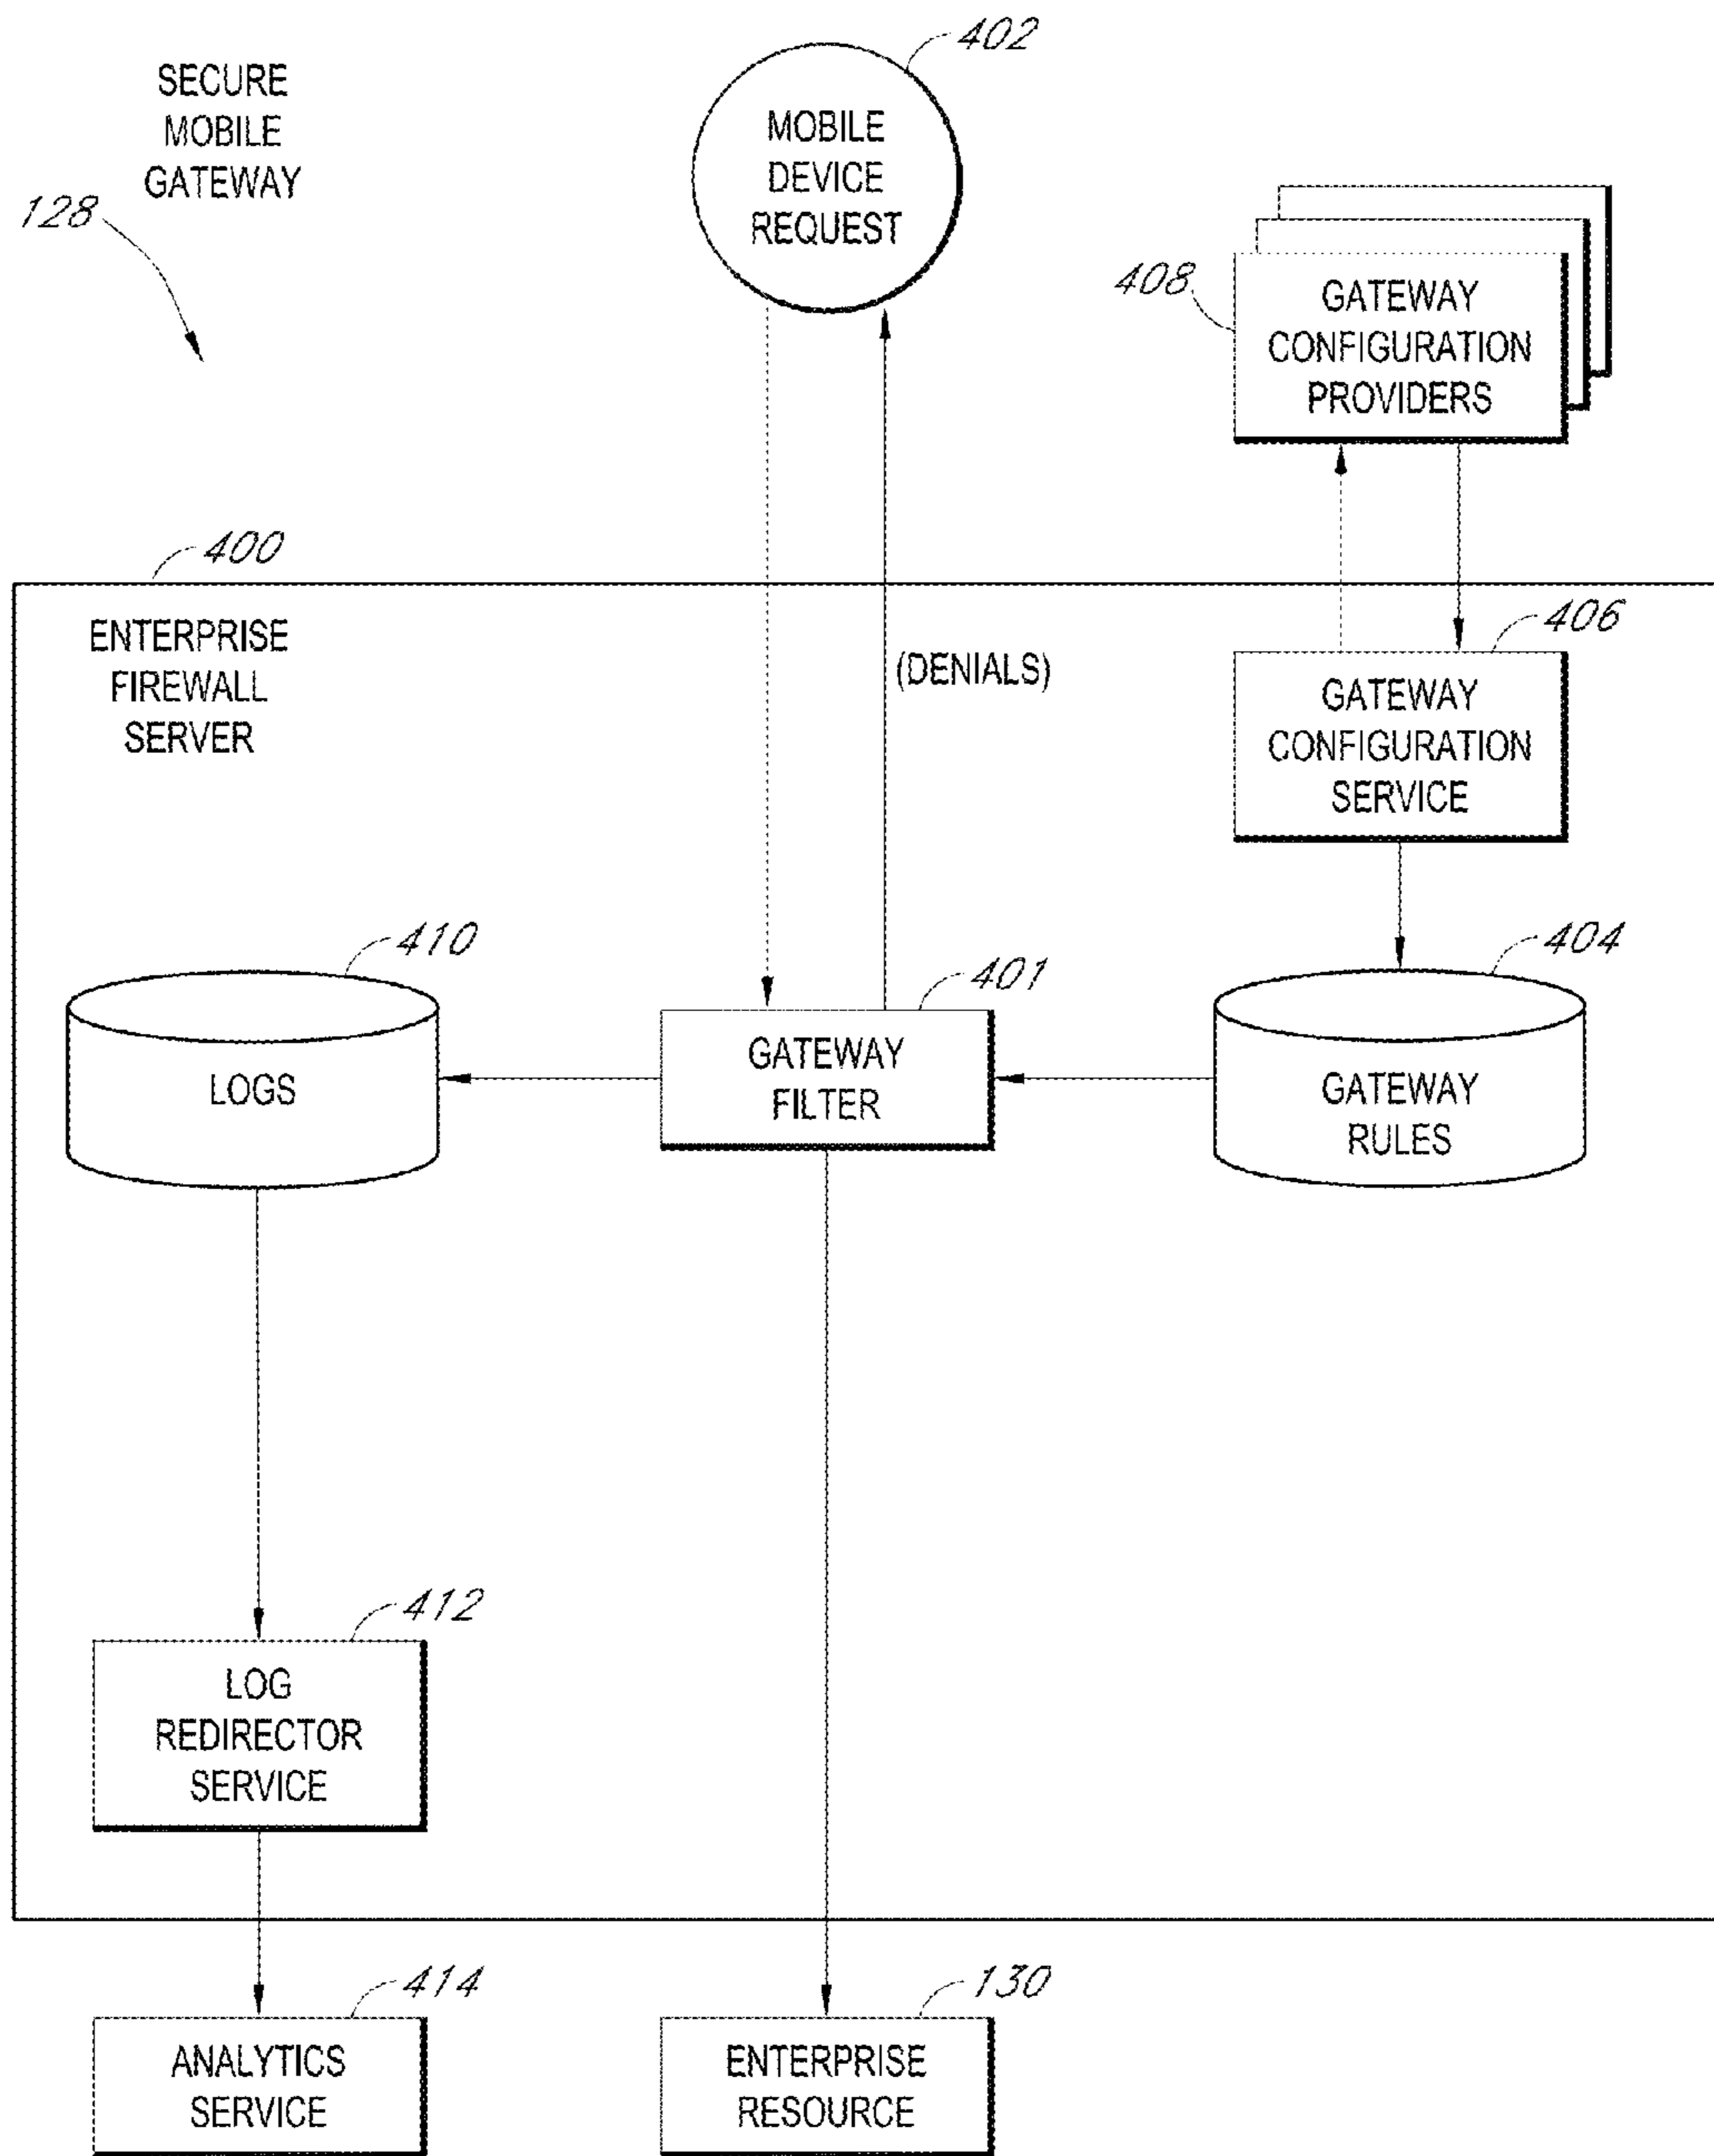 402
SECURE
MOBILE
GATEWAY
128
MOBILE
DEVICE
REQUEST
408
GATEWAY
CONFIGURATION
PROVIDERS
400
ENTERPRISE
FIREWALL
SERVER
(DENIALS)
406
GATEWAY
CONFIGURATION
SERVICE
410
LOGS
401
GATEWAY
FILTER
404
GATEWAY
RULES
412
LOG
REDIRECTOR
SERVICE
414
ANALYTICS
SERVICE
130
ENTERPRISE
RESOURCE